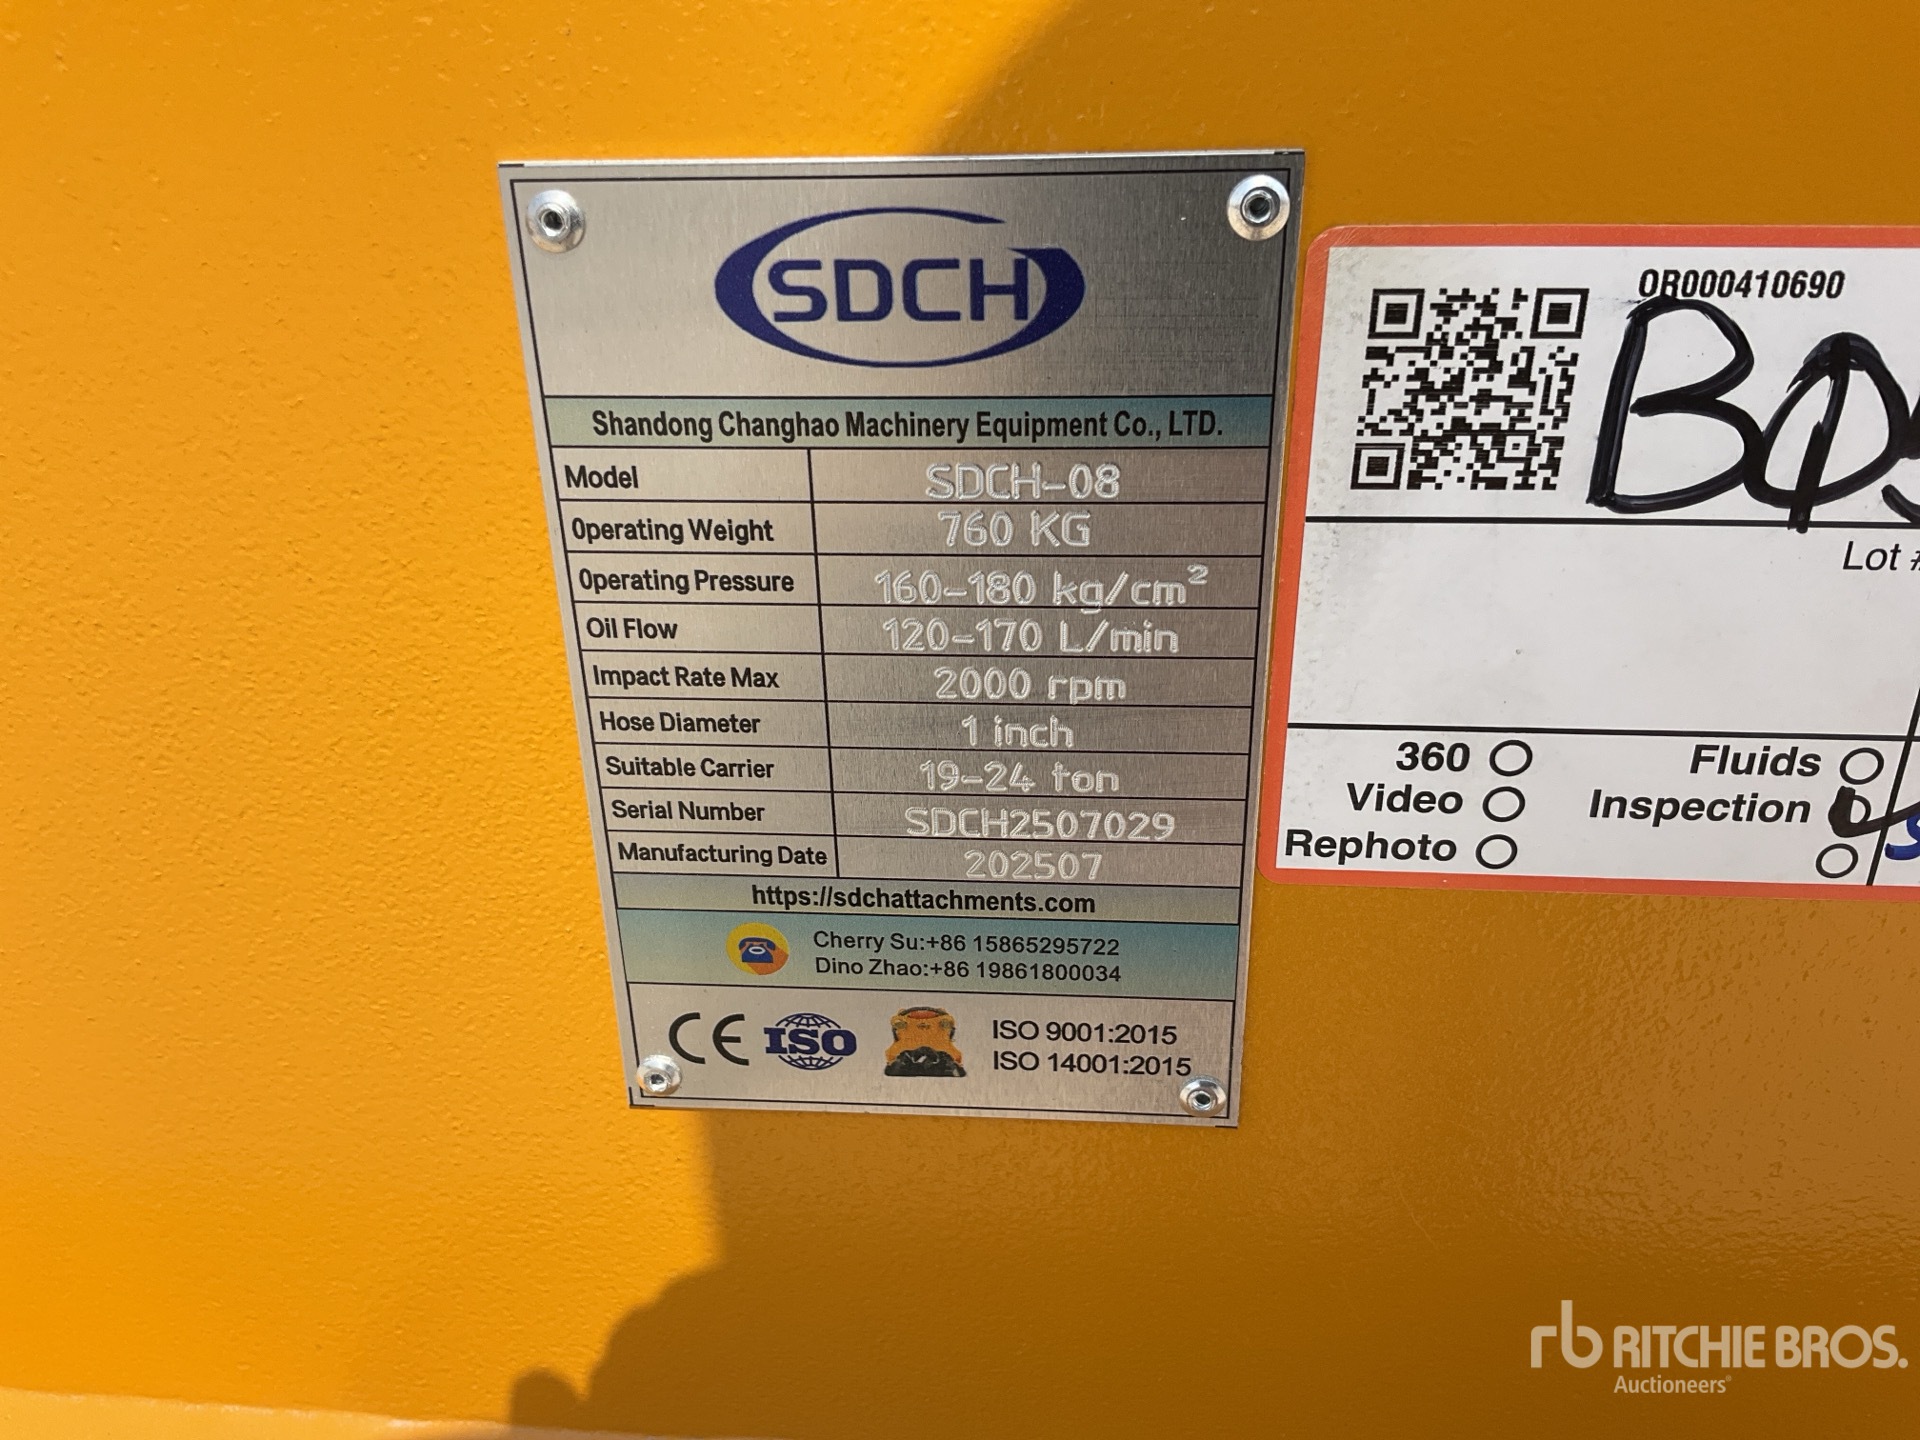 SDCH
Shandong Changhao Machinery Equipment Co., LTD.
Model SDCH-08
Operating Weight 760 KG
Operating Pressure 160-180 kg/cm²
Oil Flow 120-170 L/min
Impact Rate Max 2000 rpm
Hose Diameter 1 inch
Suitable Carrier 19-24 ton
Serial Number SDCH2507029
Manufacturing Date 202507
https://sdchattachments.com
Cherry Su:+86 15865295722
Dino Zhao:+86 19861800034
CE ISO
ISO 9001:2015
ISO 14001:2015
OR000410690
Lot #
360 Fluids
Video Inspection
Rephoto
rb RITCHIE BROS.
Auctioneers